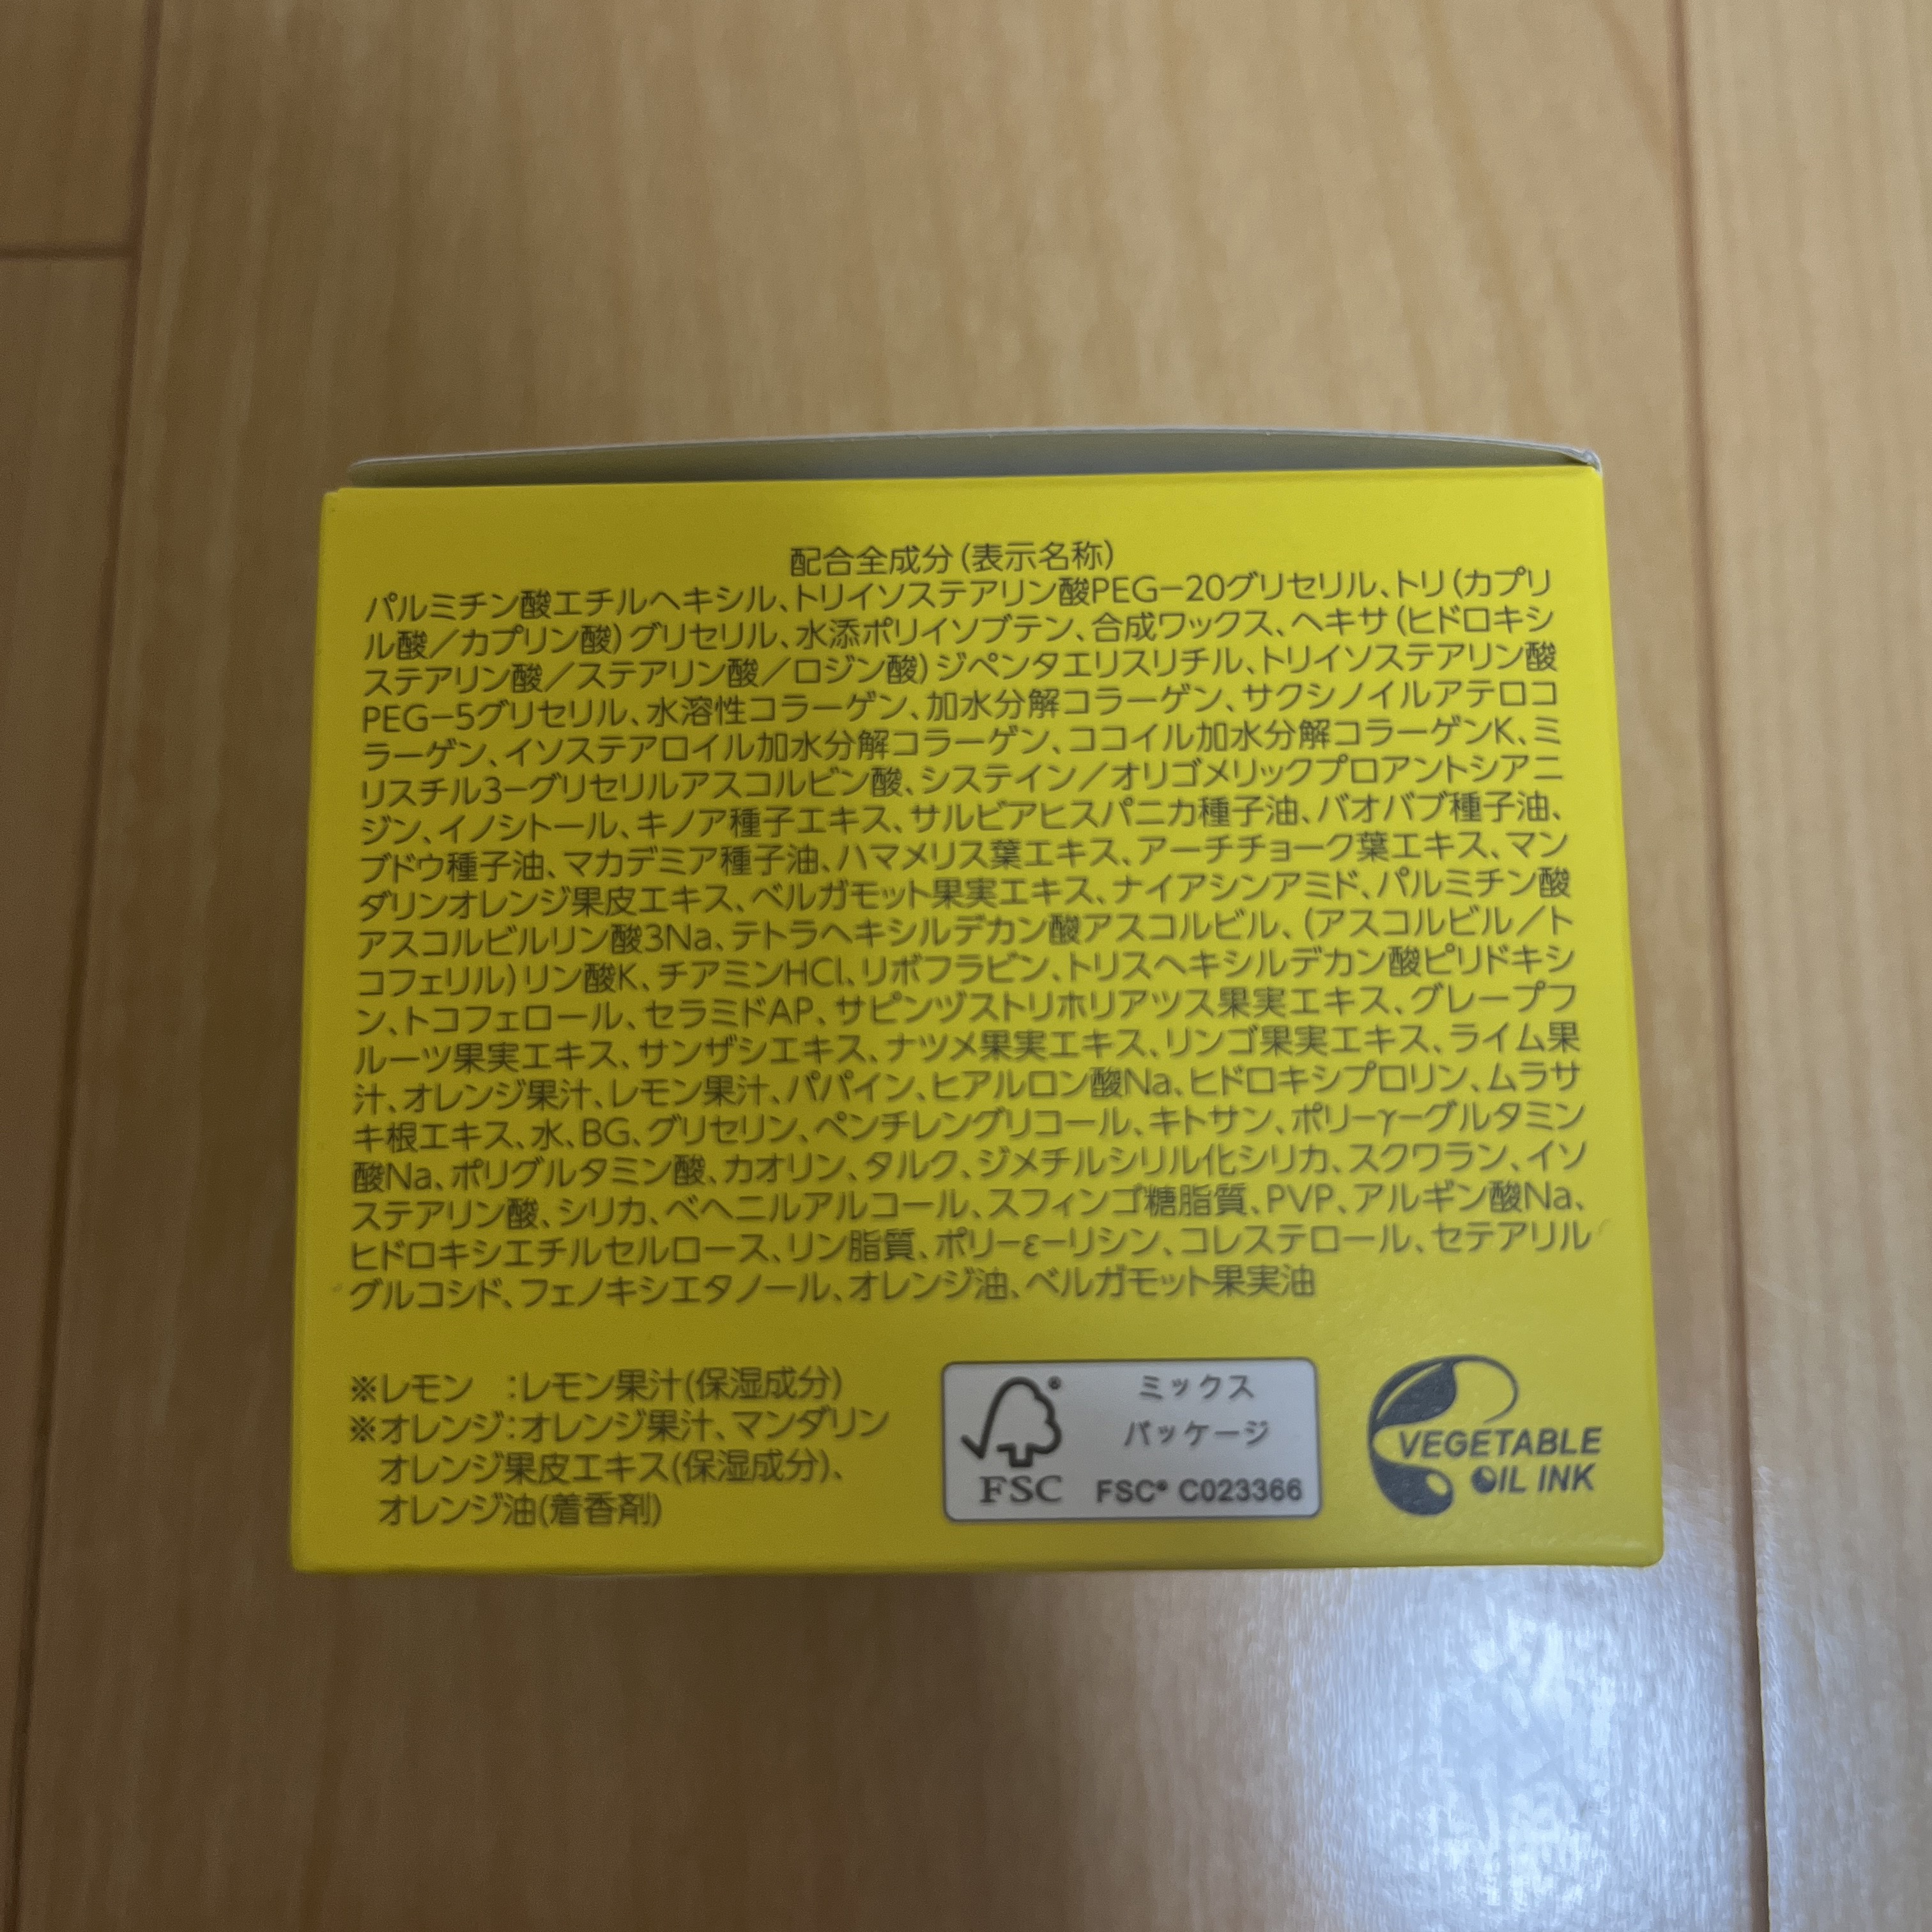 配合全成分(表示名称)
パルミチン酸エチルヘキシル、トリイソステアリン酸PEG−20グリセリル、トリ(カプリ
ル酸／カプリン酸)グリセリル、水添ポリイソブテン、合成ワックス、ヘキサ(ヒドロキシ
ステアリン酸／ステアリン酸／ロジン酸)ジペンタエリスリチル、トリイソステアリン酸
PEG−5グリセリル、水溶性コラーゲン、加水分解コラーゲン、サクシノイルアテロコ
ラーゲン、イソステアロイル加水分解コラーゲン、ココイル加水分解コラーゲンK、ミ
リスチル3−グリセリルアスコルビン酸、システイン／オリゴメリックプロアントシアニ
ジン、イノシトール、キノア種子エキス、サルビアヒスパニカ種子油、バオバブ種子油、
ブドウ種子油、マカデミア種子油、ハマメリス葉エキス、アーチチョーク葉エキス、マン
ダリンオレンジ果皮エキス、ベルガモット果実エキス、ナイアシンアミド、パルミチン酸
アスコルビルリン酸3Na、テトラヘキシルデカン酸アスコルビル、(アスコルビル／ト
コフェリル)リン酸K、チアミンHCl、リボフラビン、トリスヘキシルデカン酸ピリドキシ
ン、トコフェロール、セラミドAP、サピンヅストリホリアツス果実エキス、グレープフ
ルーツ果実エキス、サンザシエキス、ナツメ果実エキス、リンゴ果実エキス、ライム果
汁、オレンジ果汁、レモン果汁、パパイン、ヒアルロン酸Na、ヒドロキシプロリン、ムラサ
キ根エキス、水、BG、グリセリン、ペンチレングリコール、キトサン、ポリ−γ−グルタミン
酸Na、ポリグルタミン酸、カオリン、タルク、ジメチルシリル化シリカ、スクワラン、イソ
ステアリン酸、シリカ、ベヘニルアルコール、スフィンゴ糖脂質、PVP、アルギン酸Na、
ヒドロキシエチルセルロース、リン脂質、ポリ−ε−リシン、コレステロール、セテアリル
グルコシド、フェノキシエタノール、オレンジ油、ベルガモット果実油
※レモン　:レモン果汁(保湿成分)
※オレンジ:オレンジ果汁、マンダリン
オレンジ果皮エキス(保湿成分)、
オレンジ油(着香剤)
ミックス
パッケージ
FSC
FSC® C023366
VEGETABLE
OIL INK